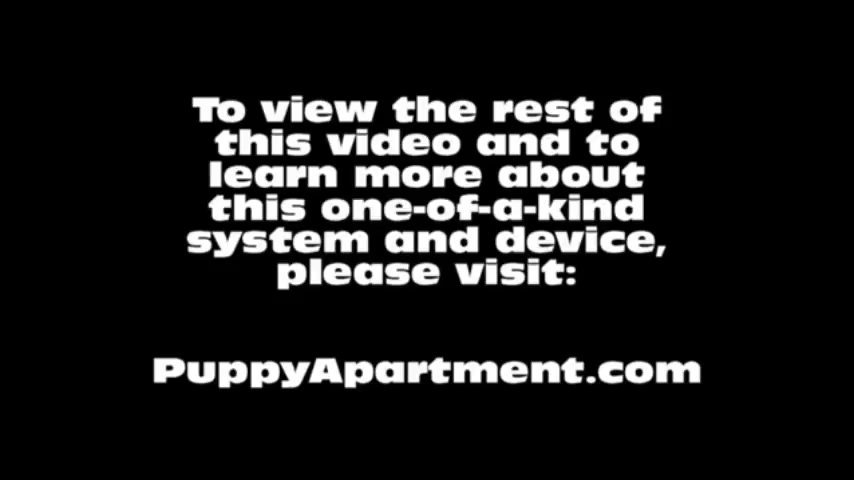 To view the rest of
this video and to
learn more about
this one-of-a-kind
system and device,
please visit:
PuppyApartment.com